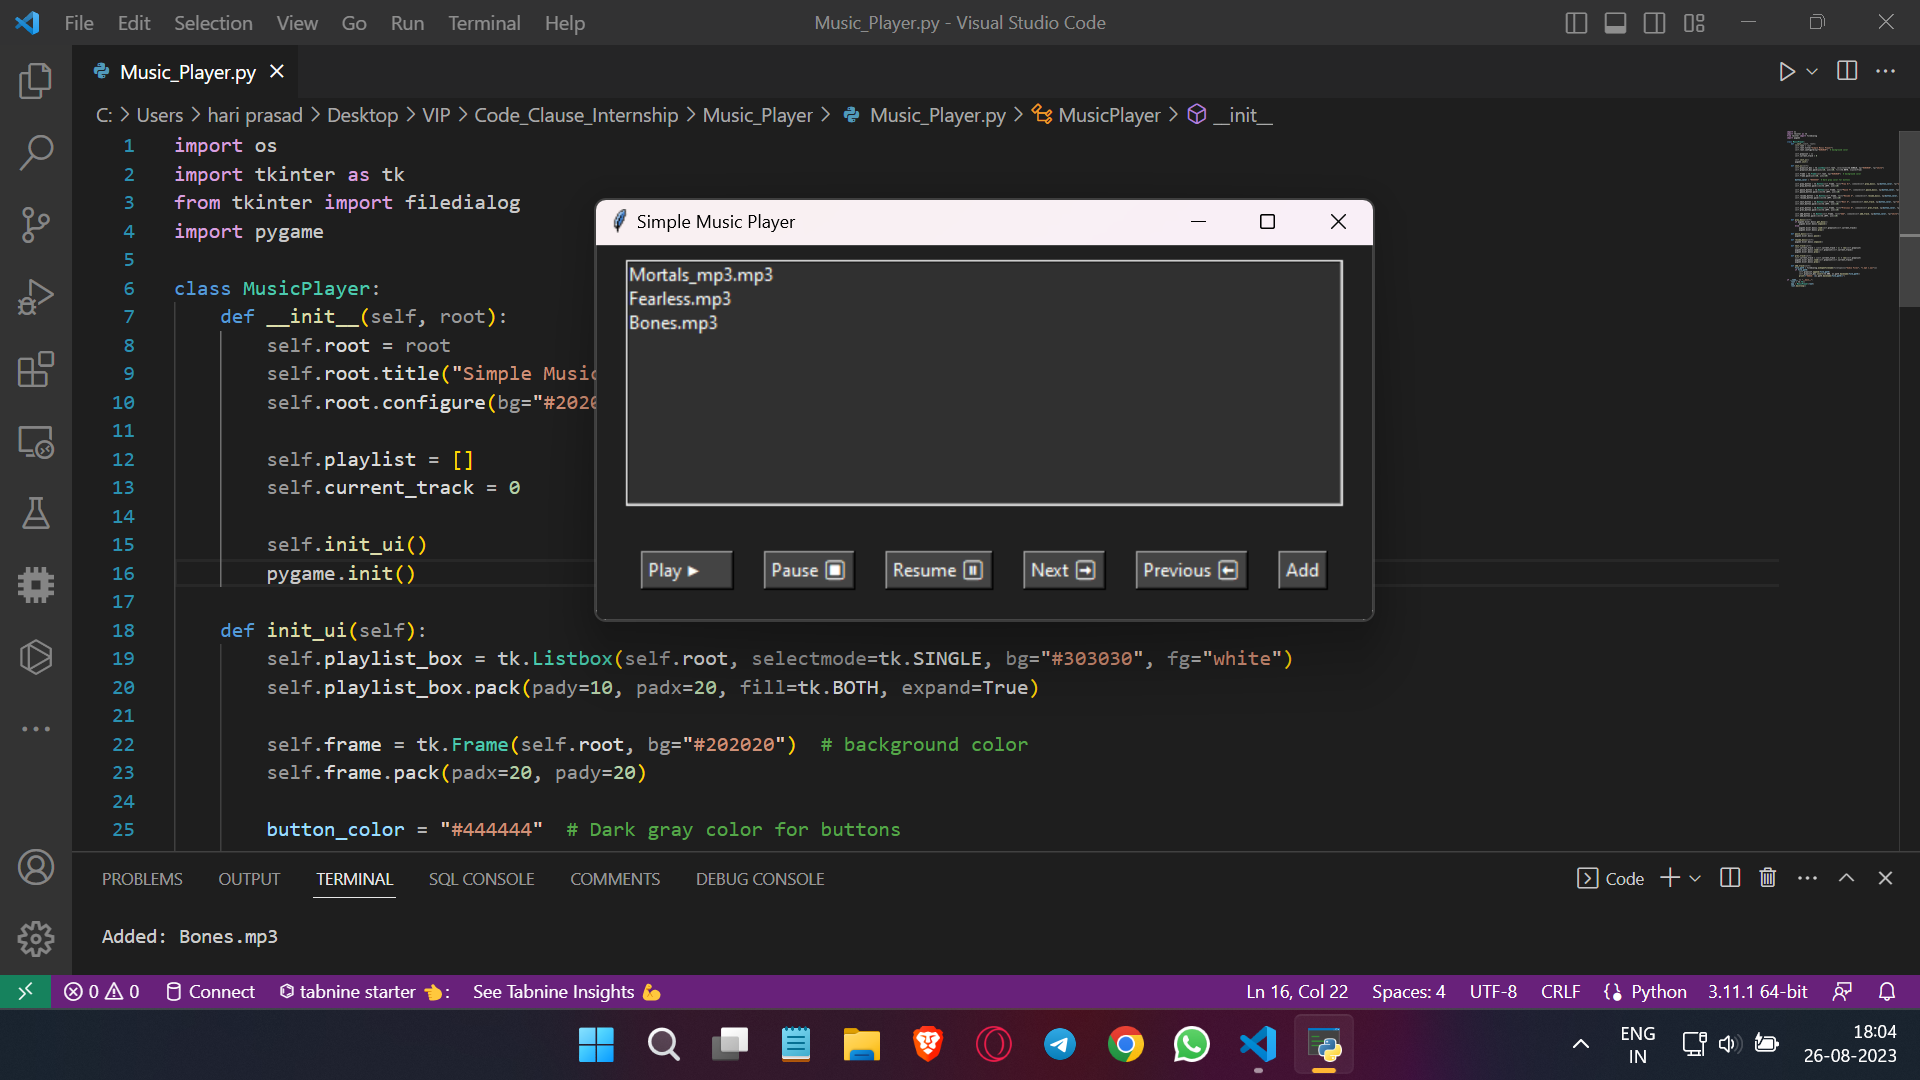 File Edit Selection View Go Run Terminal Help
Music_Player.py - Visual Studio Code
Music_Player.py
C: > Users > hari prasad > Desktop > VIP > Code_Clause_Internship > Music_Player > Music_Player.py > MusicPlayer > __init__
1 import os
2 import tkinter as tk
3 from tkinter import filedialog
4 import pygame
5
6 class MusicPlayer:
7 def __init__(self, root):
8 self.root = root
9 self.root.title("Simple Music
10 self.root.configure(bg="#2020
11
12 self.playlist = []
13 self.current_track = 0
14
15 self.init_ui()
16 pygame.init()
17
18 def init_ui(self):
19 self.playlist_box = tk.Listbox(self.root, selectmode=tk.SINGLE, bg="#303030", fg="white")
20 self.playlist_box.pack(pady=10, padx=20, fill=tk.BOTH, expand=True)
21
22 self.frame = tk.Frame(self.root, bg="#202020") # background color
23 self.frame.pack(padx=20, pady=20)
24
25 button_color = "#444444" # Dark gray color for buttons
Simple Music Player
Mortals_mp3.mp3
Fearless.mp3
Bones.mp3
Play Pause Resume Next Previous Add
PROBLEMS OUTPUT TERMINAL SQL CONSOLE COMMENTS DEBUG CONSOLE
Code
Added: Bones.mp3
0 0 Connect tabnine starter : See Tabnine Insights
Ln 16, Col 22 Spaces: 4 UTF-8 CRLF Python 3.11.1 64-bit
ENG
IN
18:04
26-08-2023